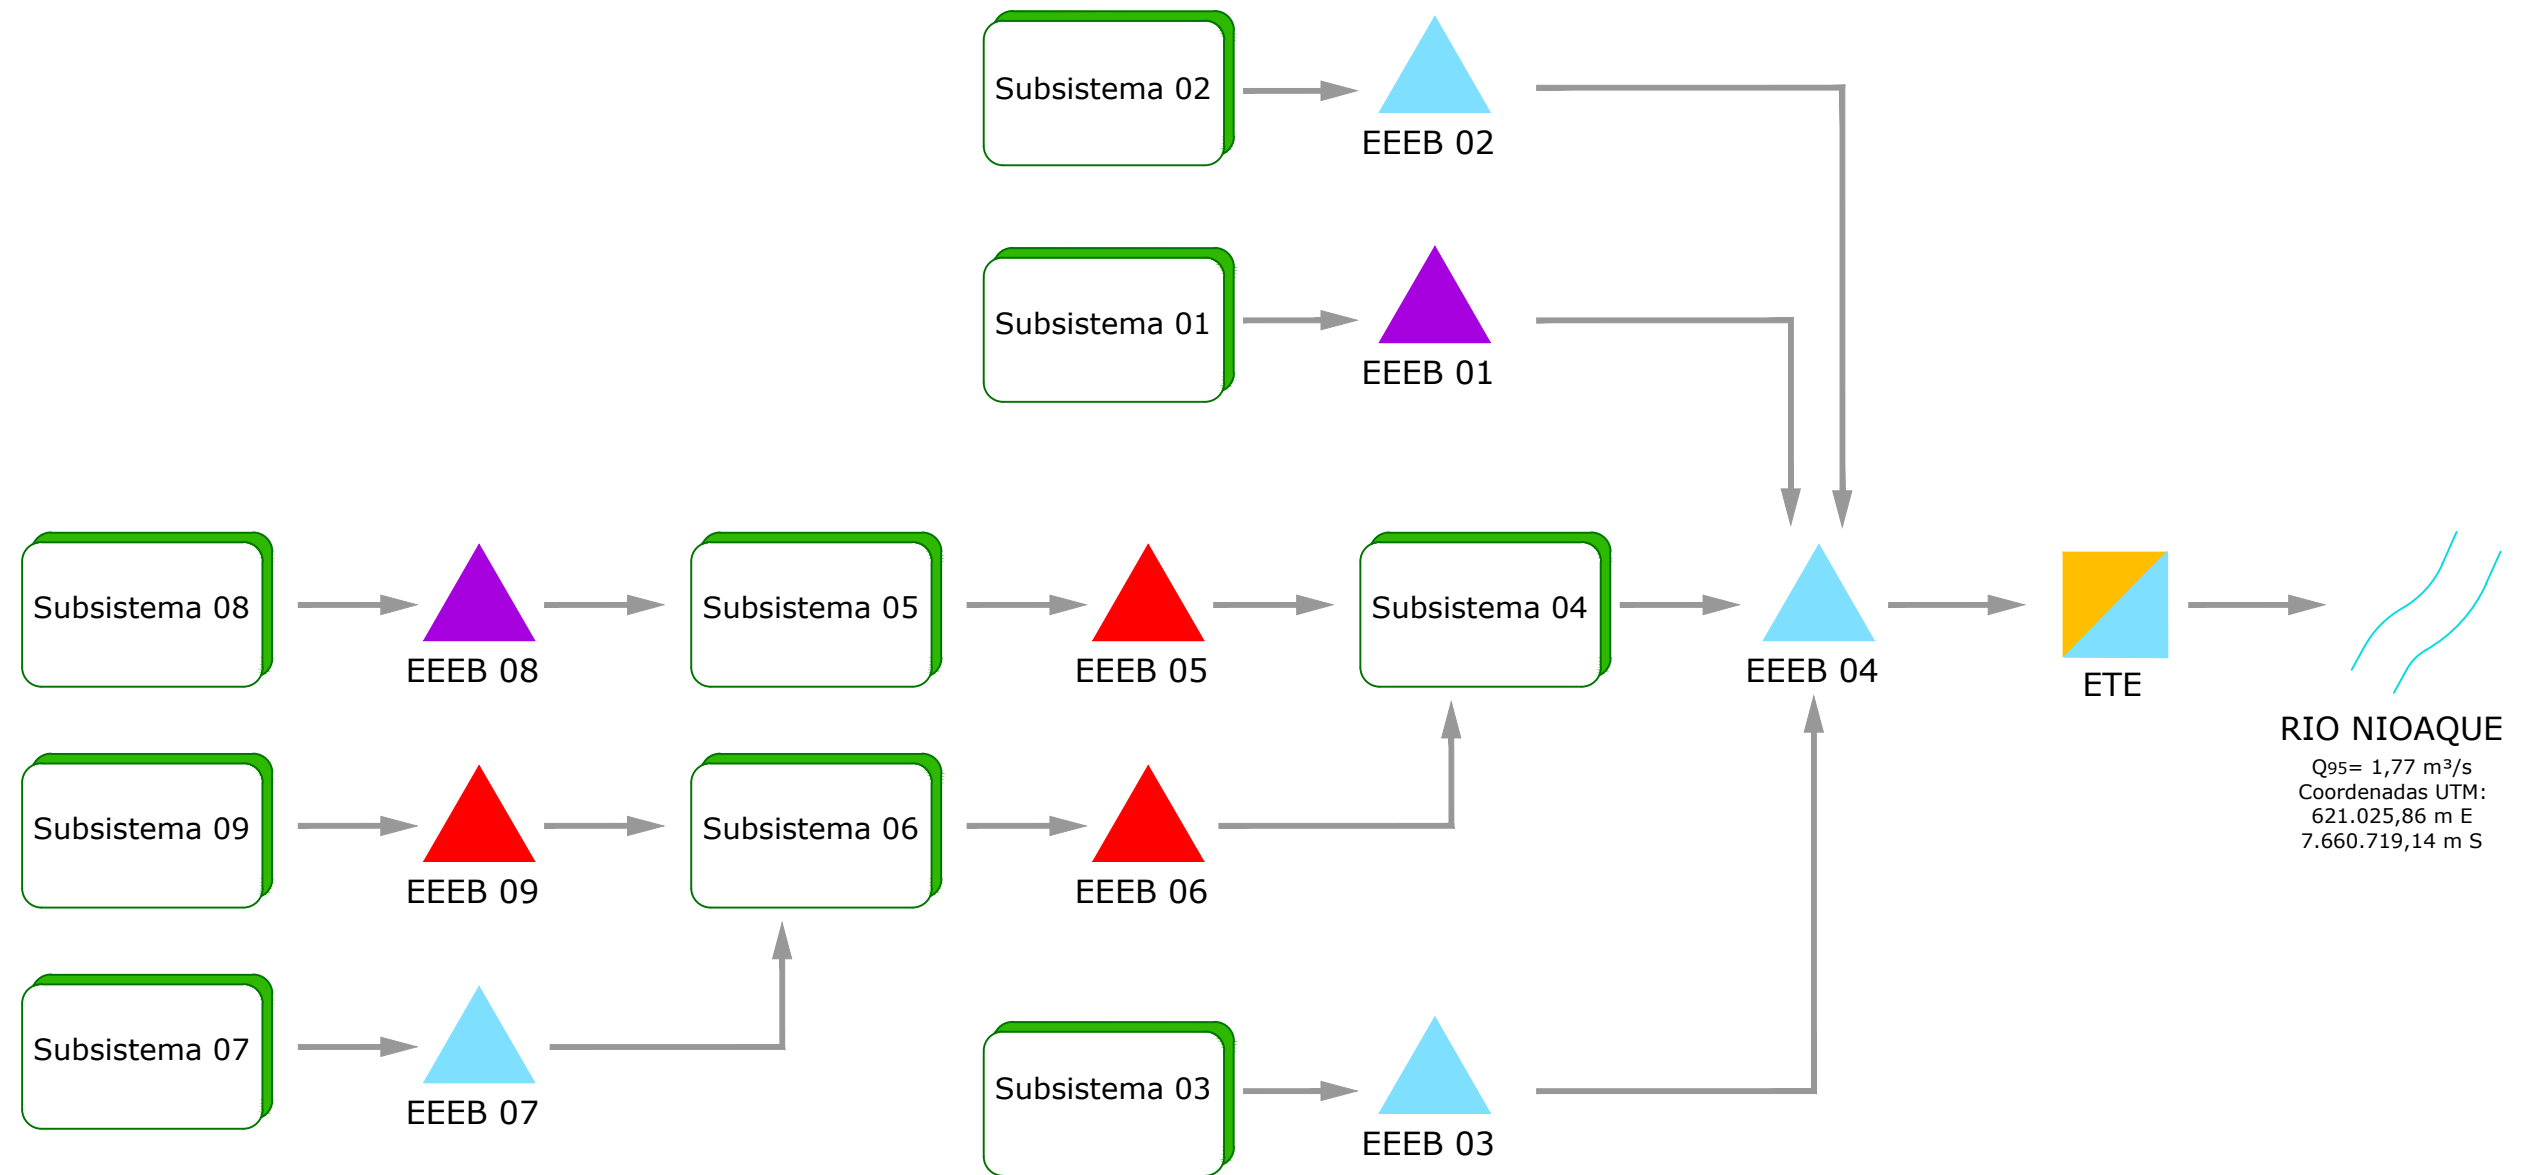 Subsistema 02
EEEB 02
Subsistema 01
EEEB 01
Subsistema 08
EEEB 08
Subsistema 05
EEEB 05
Subsistema 04
EEEB 04
ETE
RIO NIOAQUE
Q95= 1,77 m³/s
Coordenadas UTM:
621.025,86 m E
7.660.719,14 m S
Subsistema 09
EEEB 09
Subsistema 06
EEEB 06
Subsistema 07
EEEB 07
Subsistema 03
EEEB 03